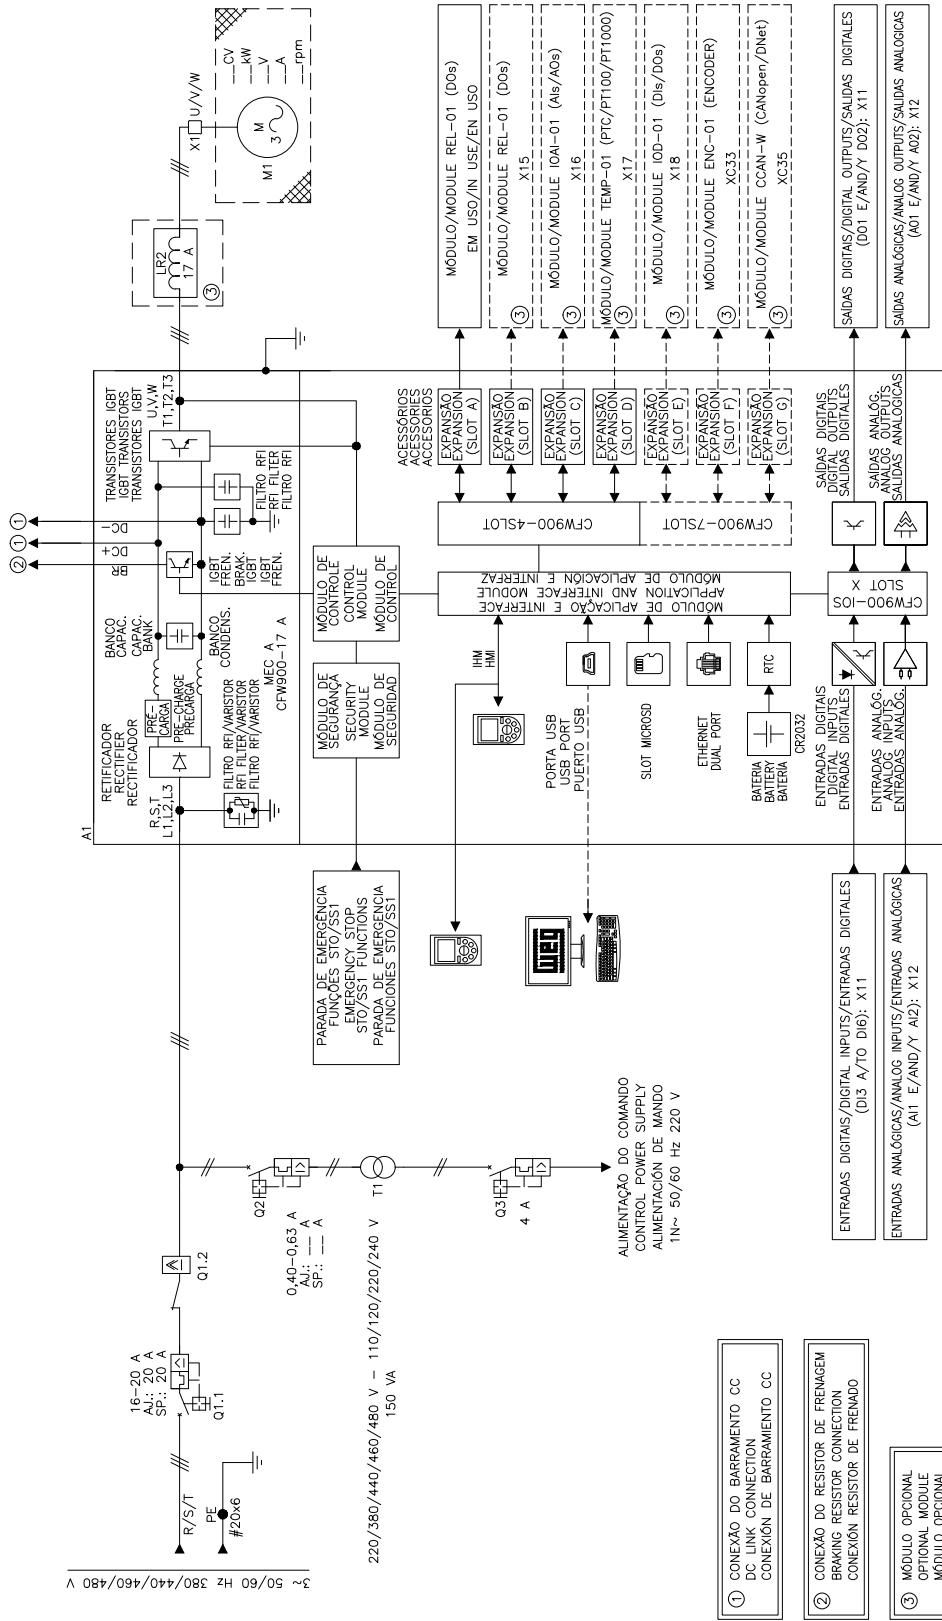 3~ 50/60 Hz 380/440/460/480 V
R/S/T
PE
#20x6
16-20 A
AJ.: 20 A
SP.: 20 A
Q1.1
Q1.2
Q2
0,40-0,63 A
AJ.: __ A
SP.: __ A
T1
220/380/440/460/480 V - 110/120/220/240 V
150 VA
Q3
4 A
ALIMENTAÇÃO DO COMANDO
CONTROL POWER SUPPLY
ALIMENTACIÓN DE MANDO
1N~ 50/60 Hz 220 V
A1
RETIFICADOR
RECTIFIER
RECTIFICADOR
R,S,T
L1,L2,L3
PRÉ-
CARGA
PRE-CHARGE
PRECARGA
FILTRO RFI/VARISTOR
RFI FILTER/VARISTOR
FILTRO RFI/VARISTOR
BANCO
CAPAC.
CAPAC.
BANK
BANCO
CONDENS.
MEC A
CFW900-17 A
BR
DC+
DC-
2
1
1
IGBT
FREN.
BRAK.
IGBT
IGBT
FREN.
TRANSISTORES IGBT
IGBT TRANSISTORS
TRANSISTORES IGBT
U,V,W
T1,T2,T3
FILTRO RFI
RFI FILTER
FILTRO RFI
LR2
17 A
3
X1
U/V/W
M
3
M1
__CV
__kW
__V
__A
__rpm
PARADA DE EMERGÊNCIA
FUNÇÕES STO/SS1
EMERGENCY STOP
STO/SS1 FUNCTIONS
PARADA DE EMERGENCIA
FUNCIONES STO/SS1
MÓDULO DE
SEGURANÇA
SECURITY
MODULE
MÓDULO DE
SEGURIDAD
MÓDULO DE
CONTROLE
CONTROL
MODULE
MÓDULO DE
CONTROL
IHM
HMI
weg
PORTA USB
USB PORT
PUERTO USB
SLOT MICROSD
ETHERNET
DUAL PORT
BATERIA
BATTERY
BATERIA
CR2032
RTC
MÓDULO DE APLICAÇÃO E INTERFACE
APPLICATION AND INTERFACE MODULE
MÓDULO DE APLICACIÓN E INTERFAZ
CFW900-4SLOT
CFW900-7SLOT
ACESSÓRIOS
ACCESSORIES
ACCESORIOS
EXPANSÃO
EXPANSION
(SLOT A)
EXPANSÃO
EXPANSION
(SLOT B)
EXPANSÃO
EXPANSION
(SLOT C)
EXPANSÃO
EXPANSION
(SLOT D)
EXPANSÃO
EXPANSION
(SLOT E)
EXPANSÃO
EXPANSION
(SLOT F)
EXPANSÃO
EXPANSION
(SLOT G)
MÓDULO/MODULE REL-01 (DOs)
EM USO/IN USE/EN USO
MÓDULO/MODULE REL-01 (DOs)
3 X15
MÓDULO/MODULE IOAI-01 (AIs/AOs)
3 X16
MÓDULO/MODULE TEMP-01 (PTC/PT100/PT1000)
3 X17
MÓDULO/MODULE IOD-01 (DIs/DOs)
3 X18
MÓDULO/MODULE ENC-01 (ENCODER)
3 XC33
MÓDULO/MODULE CCAN-W (CANopen/DNet)
3 XC35
ENTRADAS DIGITAIS/DIGITAL INPUTS/ENTRADAS DIGITALES
(DI3 A/TO DI6): X11
ENTRADAS ANALÓGICAS/ANALOG INPUTS/ENTRADAS ANALÓGICAS
(AI1 E/AND/Y AI2): X12
ENTRADAS DIGITAIS
DIGITAL INPUTS
ENTRADAS DIGITALES
ENTRADAS ANALÓG.
ANALOG INPUTS
ENTRADAS ANALÓG.
CFW900-IOS
SLOT X
SAÍDAS DIGITAIS
DIGITAL OUTPUTS
SALIDAS DIGITALES
SAÍDAS ANALÓG.
ANALOG OUTPUTS
SALIDAS ANALÓGICAS
SAÍDAS DIGITAIS/DIGITAL OUTPUTS/SALIDAS DIGITALES
(DO1 E/AND/Y DO2): X11
SAÍDAS ANALÓGICAS/ANALOG OUTPUTS/SALIDAS ANALOGICAS
(AO1 E/AND/Y AO2): X12
1 CONEXÃO DO BARRAMENTO CC
DC LINK CONNECTION
CONEXIÓN DE BARRAMIENTO CC
2 CONEXÃO DO RESISTOR DE FRENAGEM
BRAKING RESISTOR CONNECTION
CONEXIÓN RESISTOR DE FRENADO
3 MÓDULO OPCIONAL
OPTIONAL MODULE
MÓDULO OPCIONAL